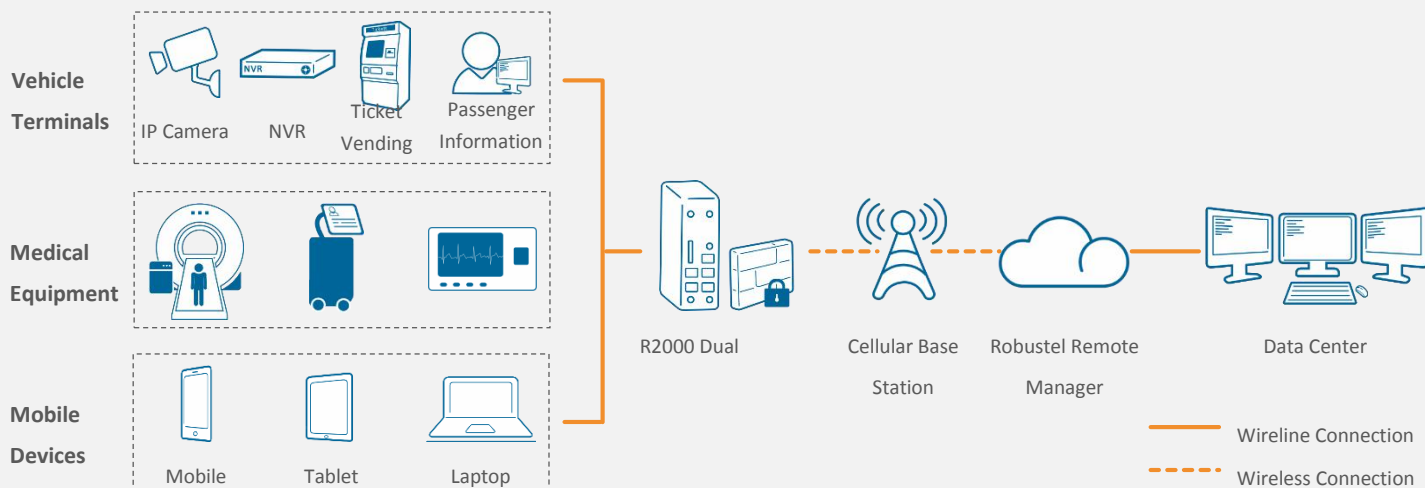 Vehicle
Terminals
NVR
IP Camera
NVR
Ticket
Vending
Passenger
Information
Medical
Equipment
R2000 Dual
Cellular Base
Station
Robustel Remote
Manager
Data Center
Mobile
Devices
Mobile
Tablet
Laptop
Wireline Connection
Wireless Connection